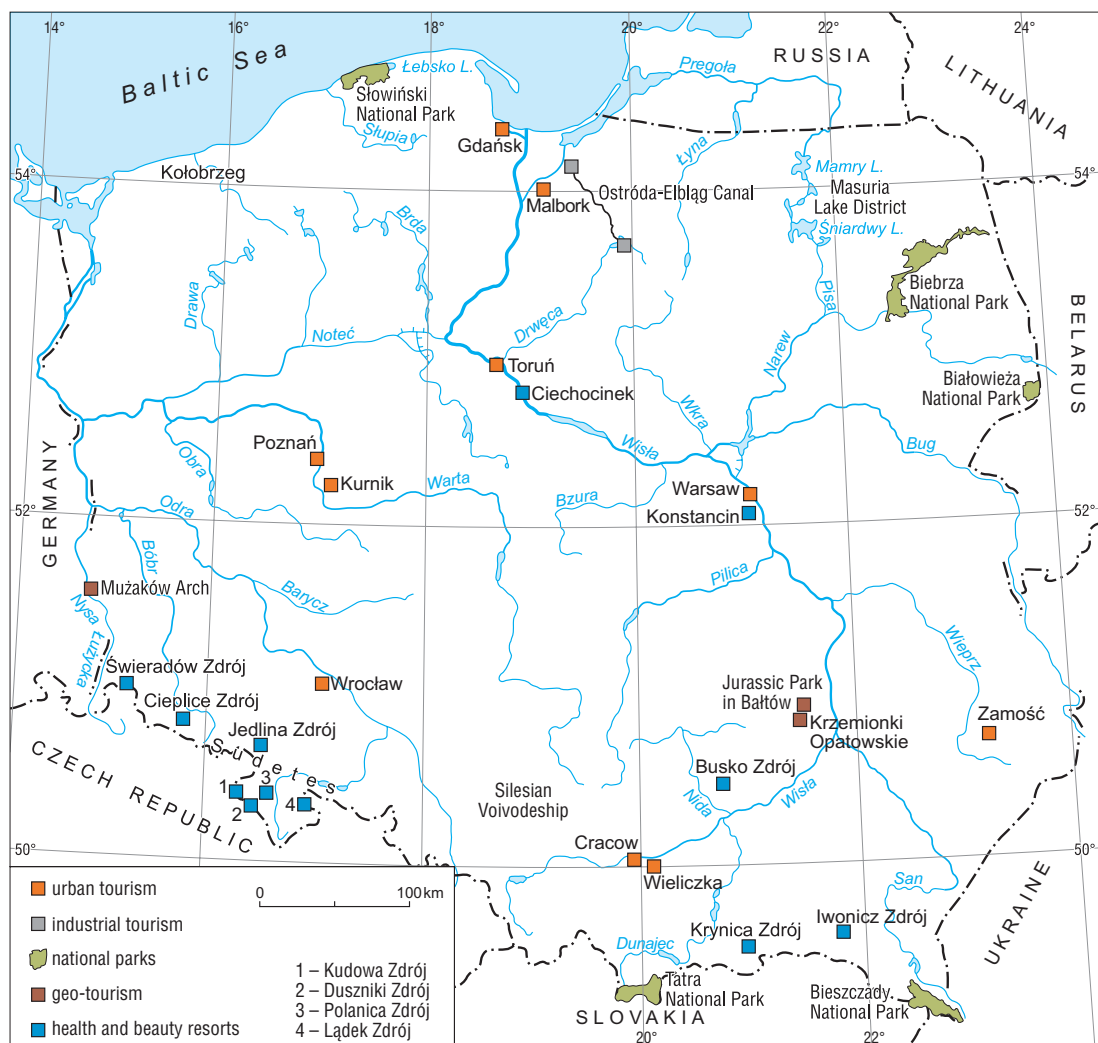 14°
16°
18°
20°
22°
24°
Baltic Sea
RUSSIA
LITHUANIA
Łebsko L.
Pregoła
Słowiński
National Park
Słupia
Gdańsk
Łyna
Kołobrzeg
54°
54°
Mamry L.
Masuria
Lake District
Ostróda-Elbląg Canal
Malbork
Brda
Śniardwy L.
Biebrza
National Park
Drawa
Pisa
BELARUS
Noteć
Drwęca
Narew
Toruń
Ciechocinek
Białowieża
National Park
Wkra
Poznań
Wisła
Bug
GERMANY
Obra
Kurnik
Warta
Warsaw
Odra
Bzura
Konstancin
52°
52°
Bóbr
Pilica
Mużaków Arch
Barycz
Nysa Łużycka
Wieprz
Świeradów Zdrój
Wrocław
Cieplice Zdrój
Jurassic Park
in Bałtów
Zamość
Jedlina Zdrój
Krzemionki
Opatowskie
Sudetes
CZECH REPUBLIC
Busko Zdrój
1
3
2
4
Silesian
Voivodeship
Nida
Wisła
50°
50°
Cracow
Wieliczka
San
UKRAINE
Iwonicz Zdrój
Krynica Zdrój
Dunajec
Tatra
National Park
Bieszczady
National Park
SLOVAKIA
20°
22°
urban tourism
industrial tourism
national parks
geo-tourism
health and beauty resorts
0
100 km
1 – Kudowa Zdrój
2 – Duszniki Zdrój
3 – Polanica Zdrój
4 – Lądek Zdrój